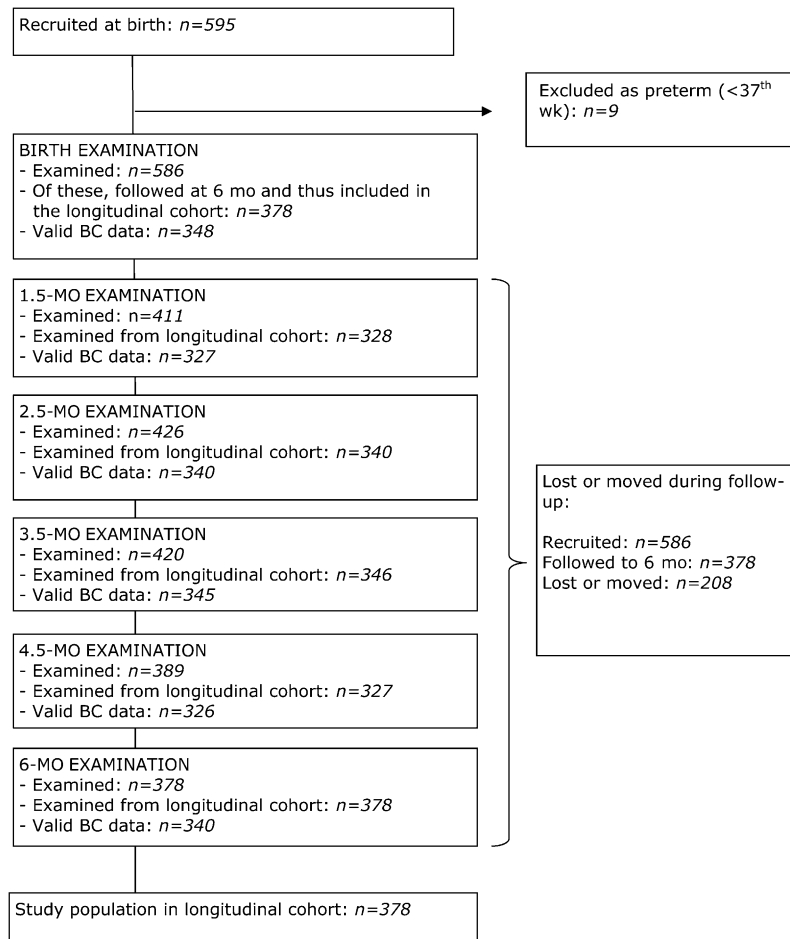 Recruited at birth: n=595
Excluded as preterm (<37th
wk): n=9
BIRTH EXAMINATION
- Examined: n=586
- Of these, followed at 6 mo and thus included in
the longitudinal cohort: n=378
- Valid BC data: n=348
1.5-MO EXAMINATION
- Examined: n=411
- Examined from longitudinal cohort: n=328
- Valid BC data: n=327
2.5-MO EXAMINATION
- Examined: n=426
- Examined from longitudinal cohort: n=340
- Valid BC data: n=340
3.5-MO EXAMINATION
- Examined: n=420
- Examined from longitudinal cohort: n=346
- Valid BC data: n=345
4.5-MO EXAMINATION
- Examined: n=389
- Examined from longitudinal cohort: n=327
- Valid BC data: n=326
6-MO EXAMINATION
- Examined: n=378
- Examined from longitudinal cohort: n=378
- Valid BC data: n=340
Lost or moved during follow-
up:
Recruited: n=586
Followed to 6 mo: n=378
Lost or moved: n=208
Study population in longitudinal cohort: n=378